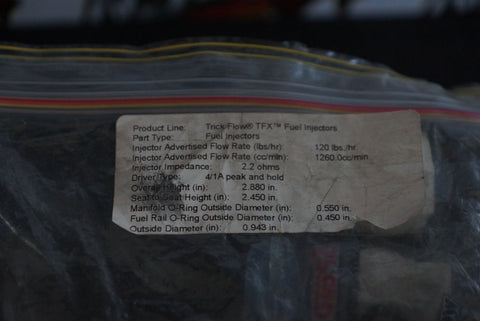 Product Line: Trick Flow® TFX™ Fuel Injectors
Part Type: Fuel Injectors
Injector Advertised Flow Rate (lbs/hr): 120 lbs./hr
Injector Advertised Flow Rate (cc/min): 1260.0cc/min
Injector Impedance: 2.2 ohms
Driver Type: 4/1A peak and hold
Overall Height (in): 2.880 in.
Seat to Seat Height (in): 2.450 in.
Manifold O-Ring Outside Diameter (in): 0.550 in.
Fuel Rail O-Ring Outside Diameter (in): 0.450 in.
Outside Diameter (in): 0.943 in.